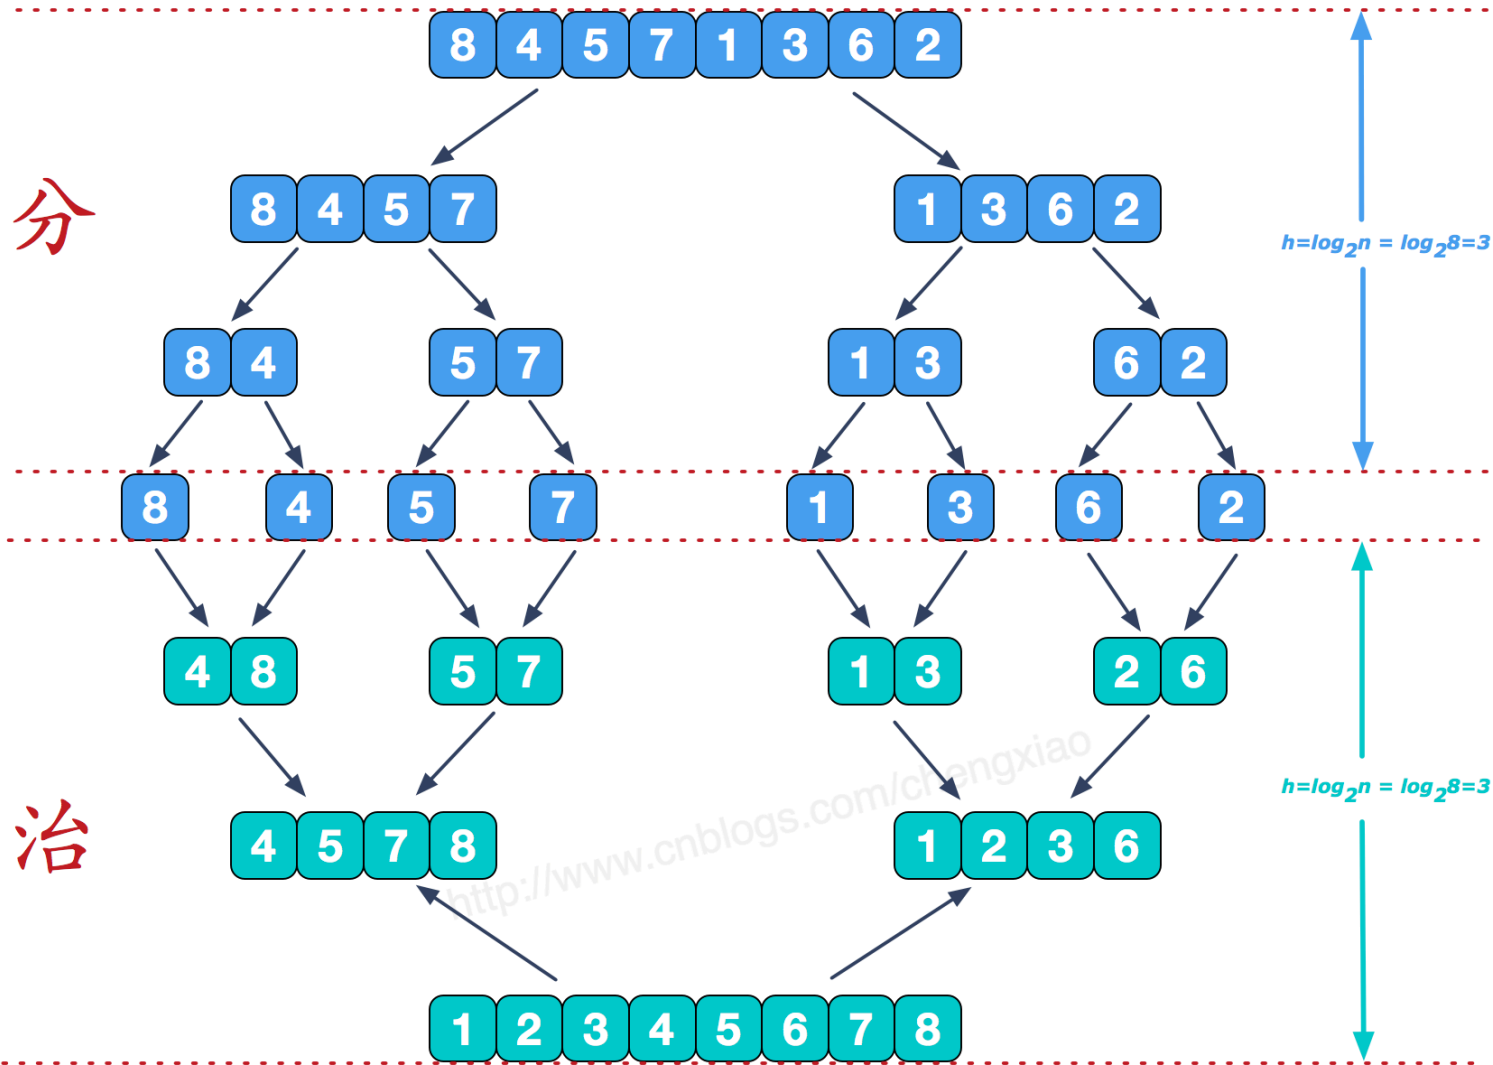 8 4 5 7 1 3 6 2
分
8 4 5 7 1 3 6 2
h=log₂n = log₂8=3
8 4 5 7 1 3 6 2
8 4 5 7 1 3 6 2
4 8 5 7 1 3 2 6
http://www.cnblogs.com/chengxiao
h=log₂n = log₂8=3
治
4 5 7 8 1 2 3 6
1 2 3 4 5 6 7 8